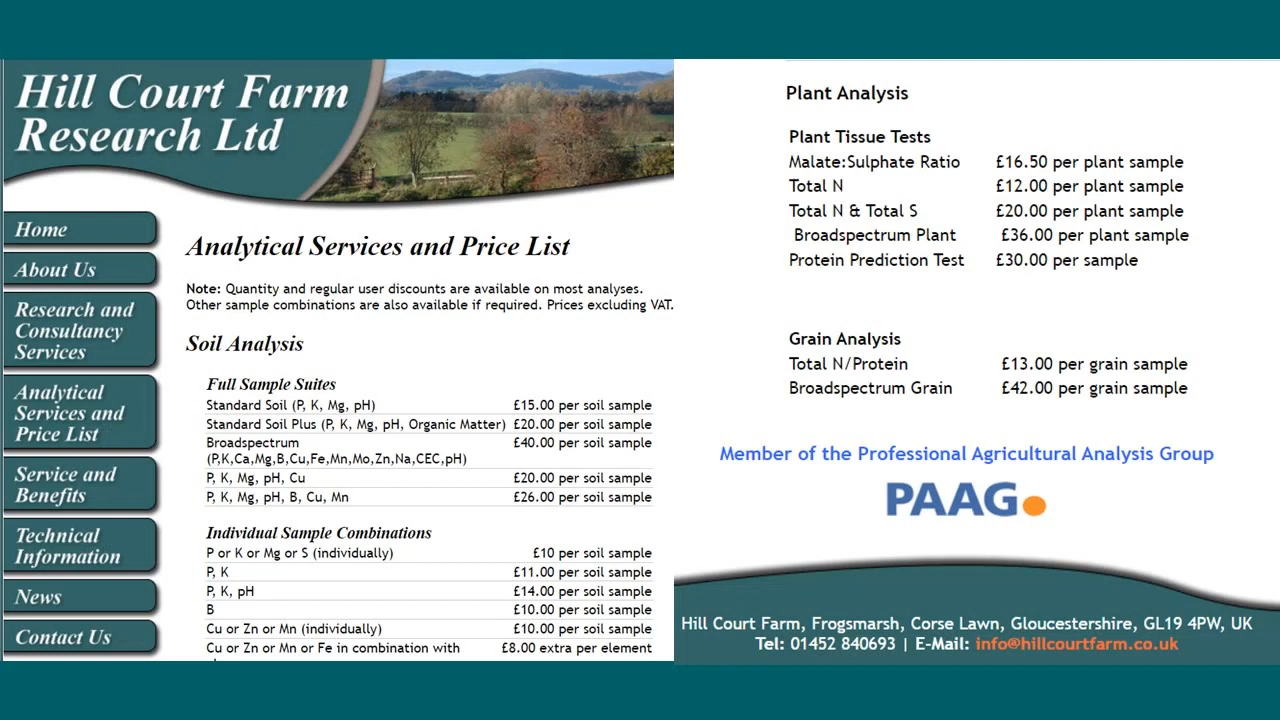 Hill Court Farm
Research Ltd
Home
About Us
Research and
Consultancy
Services
Analytical
Services and
Price List
Service and
Benefits
Technical
Information
News
Contact Us
Analytical Services and Price List
Note: Quantity and regular user discounts are available on most analyses.
Other sample combinations are also available if required. Prices excluding VAT.
Soil Analysis
Full Sample Suites
Standard Soil (P, K, Mg, pH) £15.00 per soil sample
Standard Soil Plus (P, K, Mg, pH, Organic Matter) £20.00 per soil sample
Broadspectrum £40.00 per soil sample
(P,K,Ca,Mg,B,Cu,Fe,Mn,Mo,Zn,Na,CEC,pH)
P, K, Mg, pH, Cu £20.00 per soil sample
P, K, Mg, pH, B, Cu, Mn £26.00 per soil sample
Individual Sample Combinations
P or K or Mg or S (individually) £10 per soil sample
P, K £11.00 per soil sample
P, K, pH £14.00 per soil sample
B £10.00 per soil sample
Cu or Zn or Mn (individually) £10.00 per soil sample
Cu or Zn or Mn or Fe in combination with £8.00 extra per element
Plant Analysis
Plant Tissue Tests
Malate:Sulphate Ratio £16.50 per plant sample
Total N £12.00 per plant sample
Total N & Total S £20.00 per plant sample
Broadspectrum Plant £36.00 per plant sample
Protein Prediction Test £30.00 per sample
Grain Analysis
Total N/Protein £13.00 per grain sample
Broadspectrum Grain £42.00 per grain sample
Member of the Professional Agricultural Analysis Group
PAAG
Hill Court Farm, Frogsmarsh, Corse Lawn, Gloucestershire, GL19 4PW, UK
Tel: 01452 840693 | E-Mail: info@hillcourtfarm.co.uk